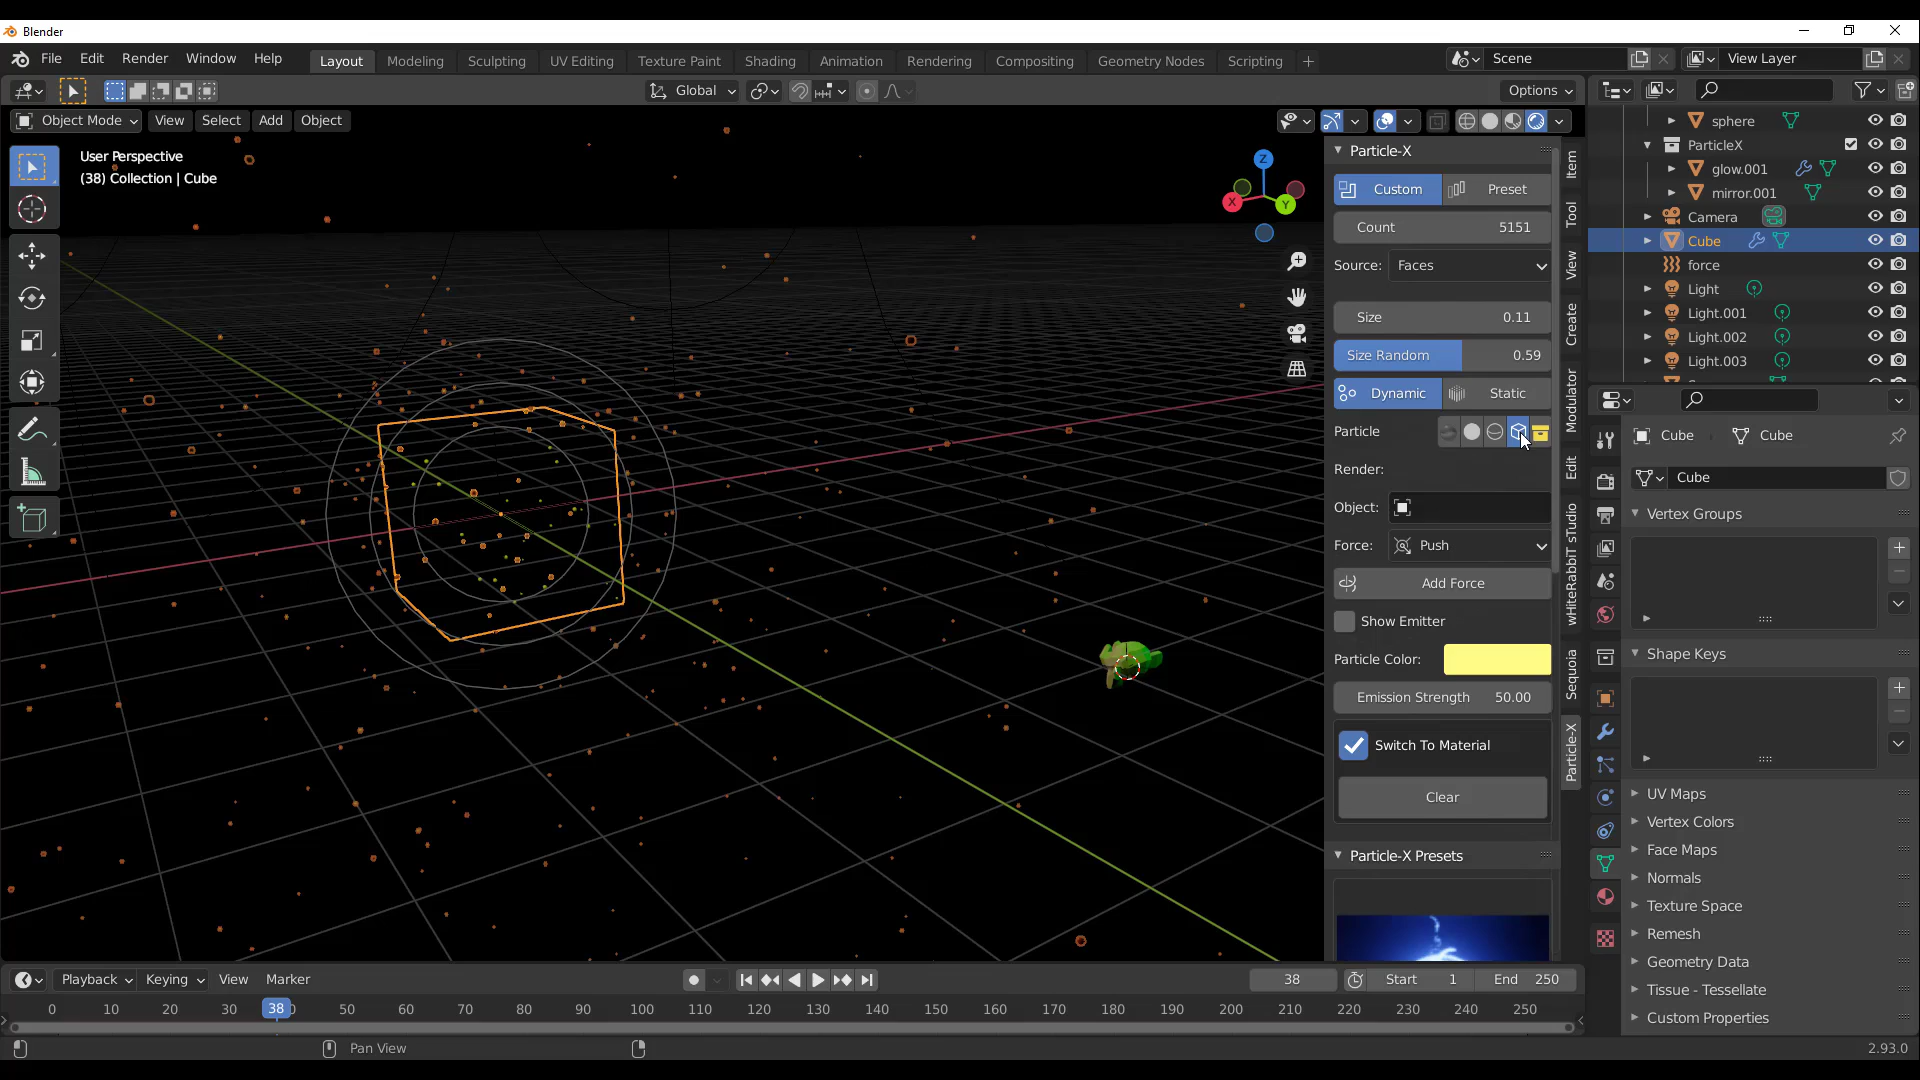 Blender
File Edit Render Window Help Layout Modeling Sculpting UV Editing Texture Paint Shading Animation Rendering Compositing Geometry Nodes Scripting + Scene View Layer
Global Options
Object Mode View Select Add Object
User Perspective
(38) Collection | Cube
Z
X
Y
Particle-X
Custom Preset
Count 5151
Source: Faces
Size 0.11
Size Random 0.59
Dynamic Static
Particle
Render:
Object:
Force: Push
Add Force
Show Emitter
Particle Color:
Emission Strength 50.00
Switch To Material
Clear
Particle-X Presets
Item
Tool
View
Create
Modulator
Edit
wHiteRabbiT sTudio
Sequoia
Particle-X
sphere
ParticleX
glow.001
mirror.001
Camera
Cube
force
Light
Light.001
Light.002
Light.003
Cube Cube
Cube
Vertex Groups
Shape Keys
UV Maps
Vertex Colors
Face Maps
Normals
Texture Space
Remesh
Geometry Data
Tissue - Tessellate
Custom Properties
Playback Keying View Marker 38 Start 1 End 250
0 10 20 30 38 50 60 70 80 90 100 110 120 130 140 150 160 170 180 190 200 210 220 230 240 250
Pan View 2.93.0